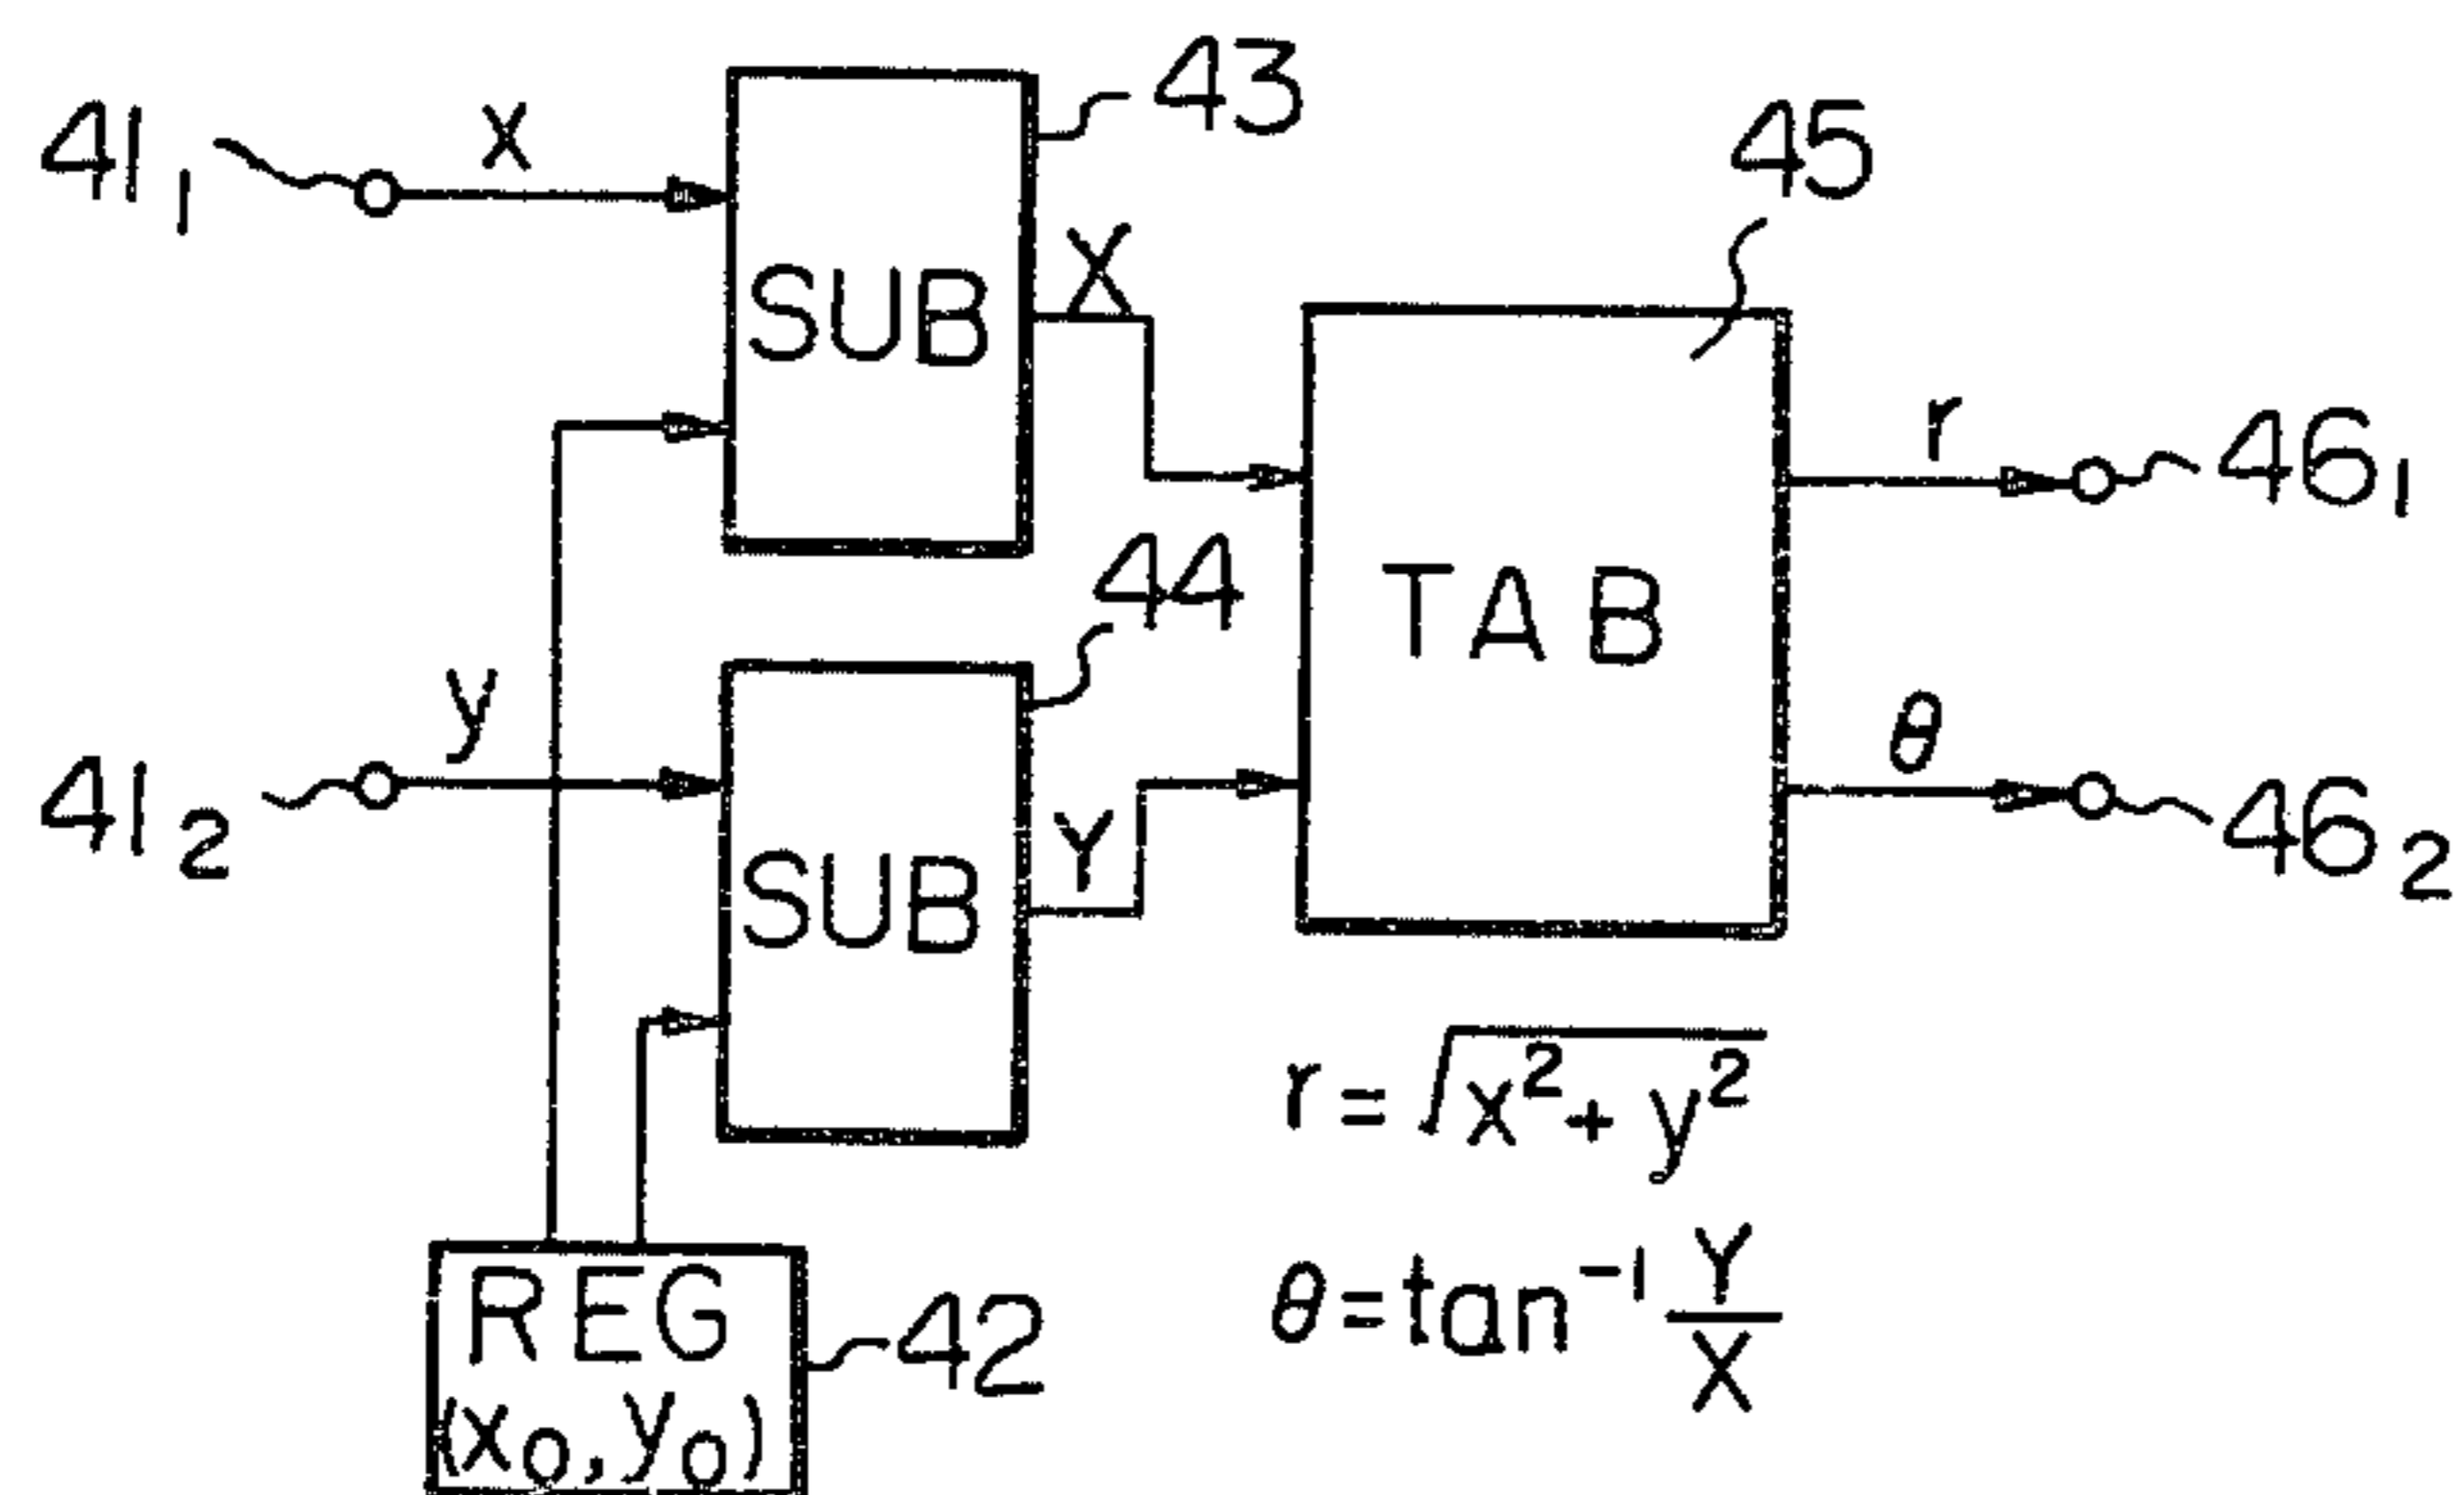 43
41₁
x
45
SUB
X
r
46₁
44
TAB
y
θ
41₂
46₂
Y
SUB
r = √x² + y²
REG
42
θ = tan⁻¹ Y/X
(x₀, y₀)